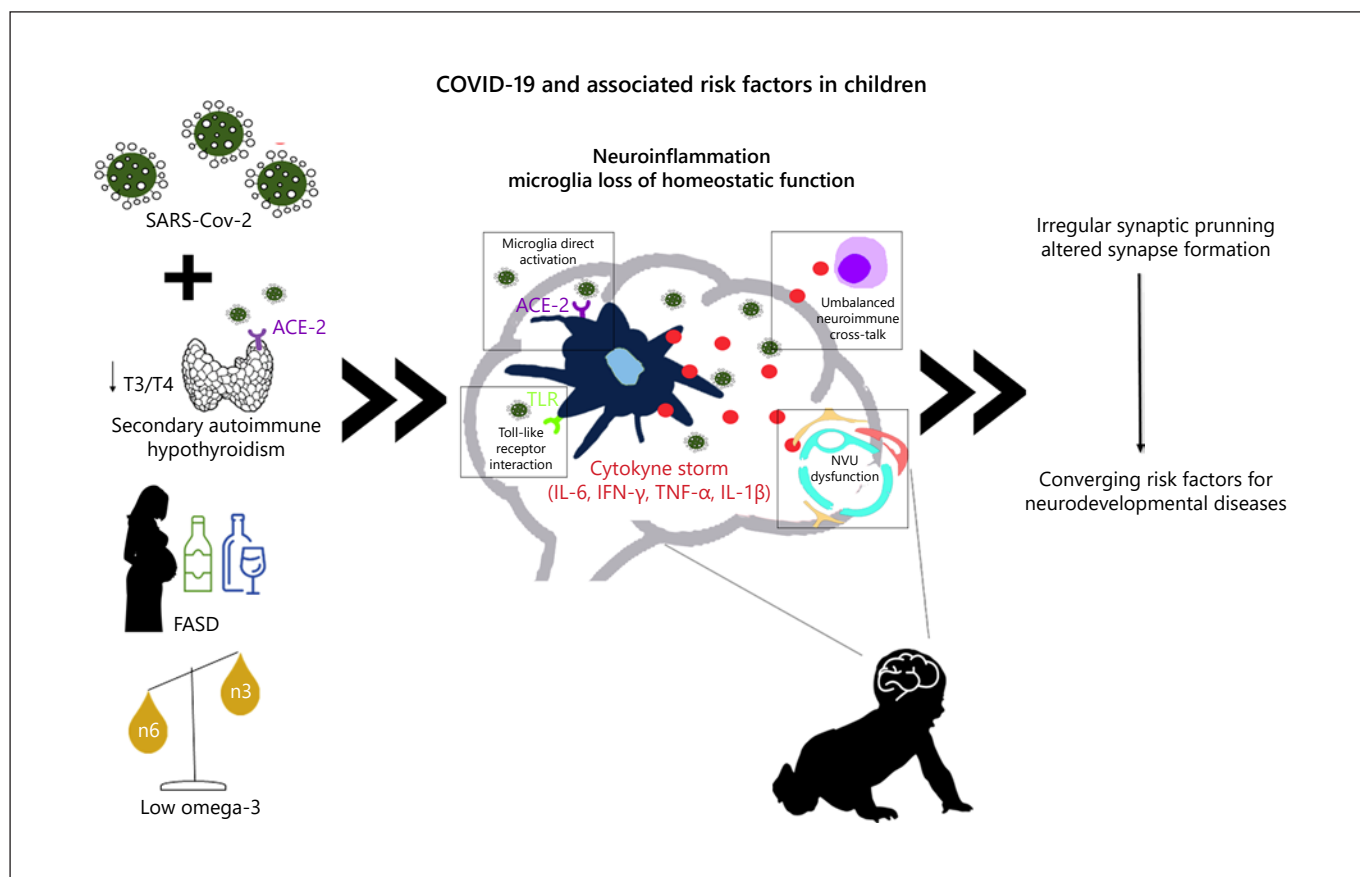 COVID-19 and associated risk factors in children
SARS-Cov-2
ACE-2
T3/T4
Secondary autoimmune
hypothyroidism
FASD
n3
n6
Low omega-3
Neuroinflammation
microglia loss of homeostatic function
Microglia direct
activation
ACE-2
TLR
Toll-like
receptor
interaction
Cytokyne storm
(IL-6, IFN-γ, TNF-α, IL-1β)
Unbalanced
neuroimmune
cross-talk
NVU
dysfunction
Irregular synaptic prunning
altered synapse formation
Converging risk factors for
neurodevelopmental diseases